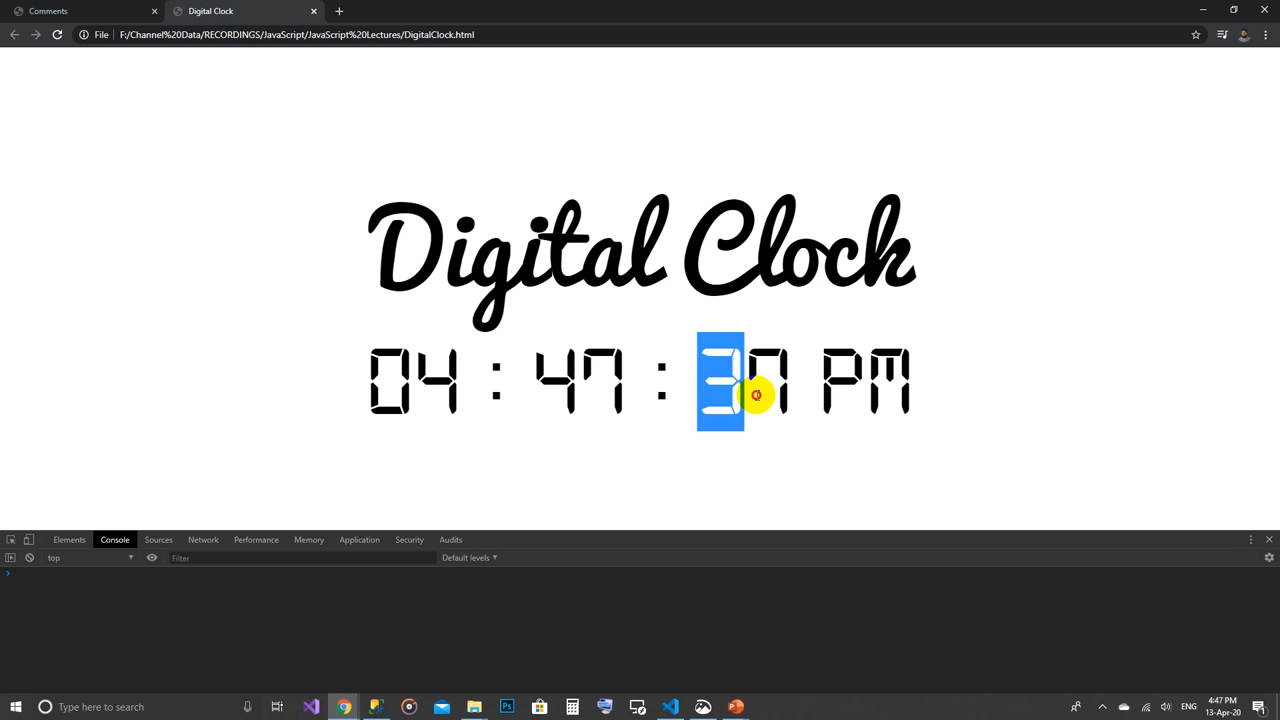 Comments
Digital Clock
File
F:/Channel%20Data/RECORDINGS/JavaScript/JavaScript%20Lectures/DigitalClock.html
Digital Clock
04 : 47 : 37 PM
Elements Console Sources Network Performance Memory Application Security Audits
top Filter Default levels
Type here to search
Ps
ENG
4:47 PM
13-Apr-20